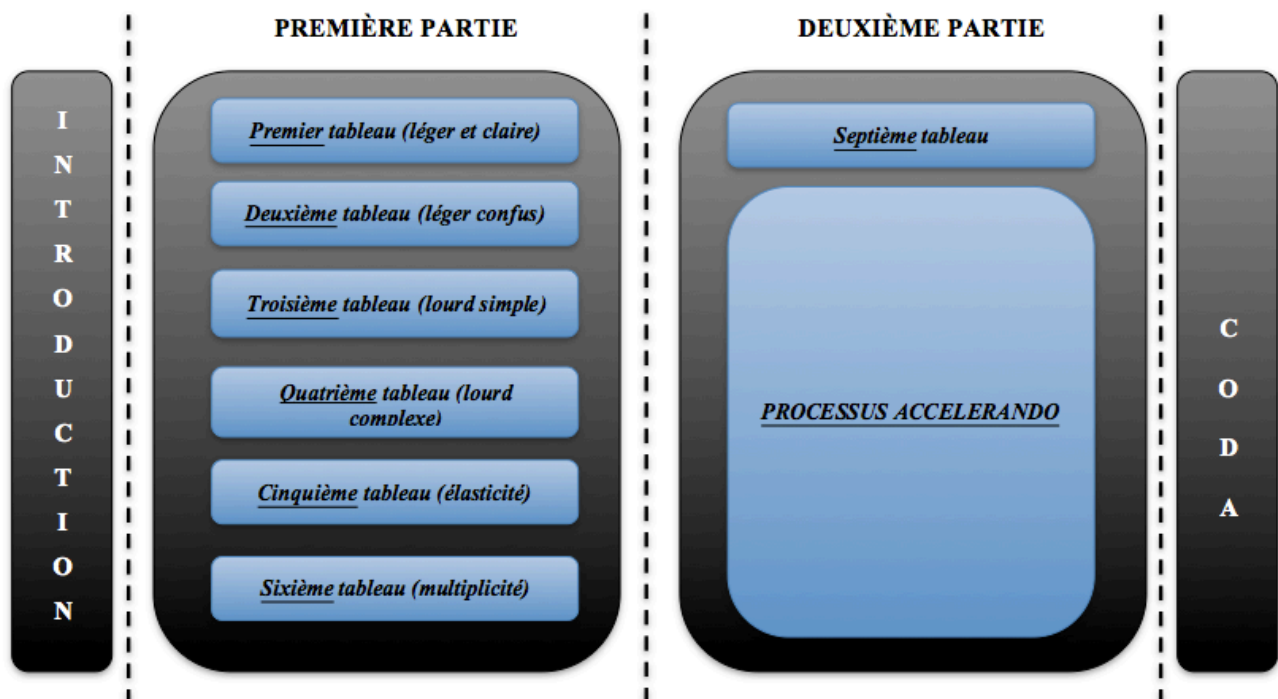 INTRODUCTION
PREMIÈRE PARTIE
Premier tableau (léger et claire)
Deuxième tableau (léger confus)
Troisième tableau (lourd simple)
Quatrième tableau (lourd
complexe)
Cinquième tableau (élasticité)
Sixième tableau (multiplicité)
DEUXIÈME PARTIE
Septième tableau
PROCESSUS ACCELERANDO
CODA